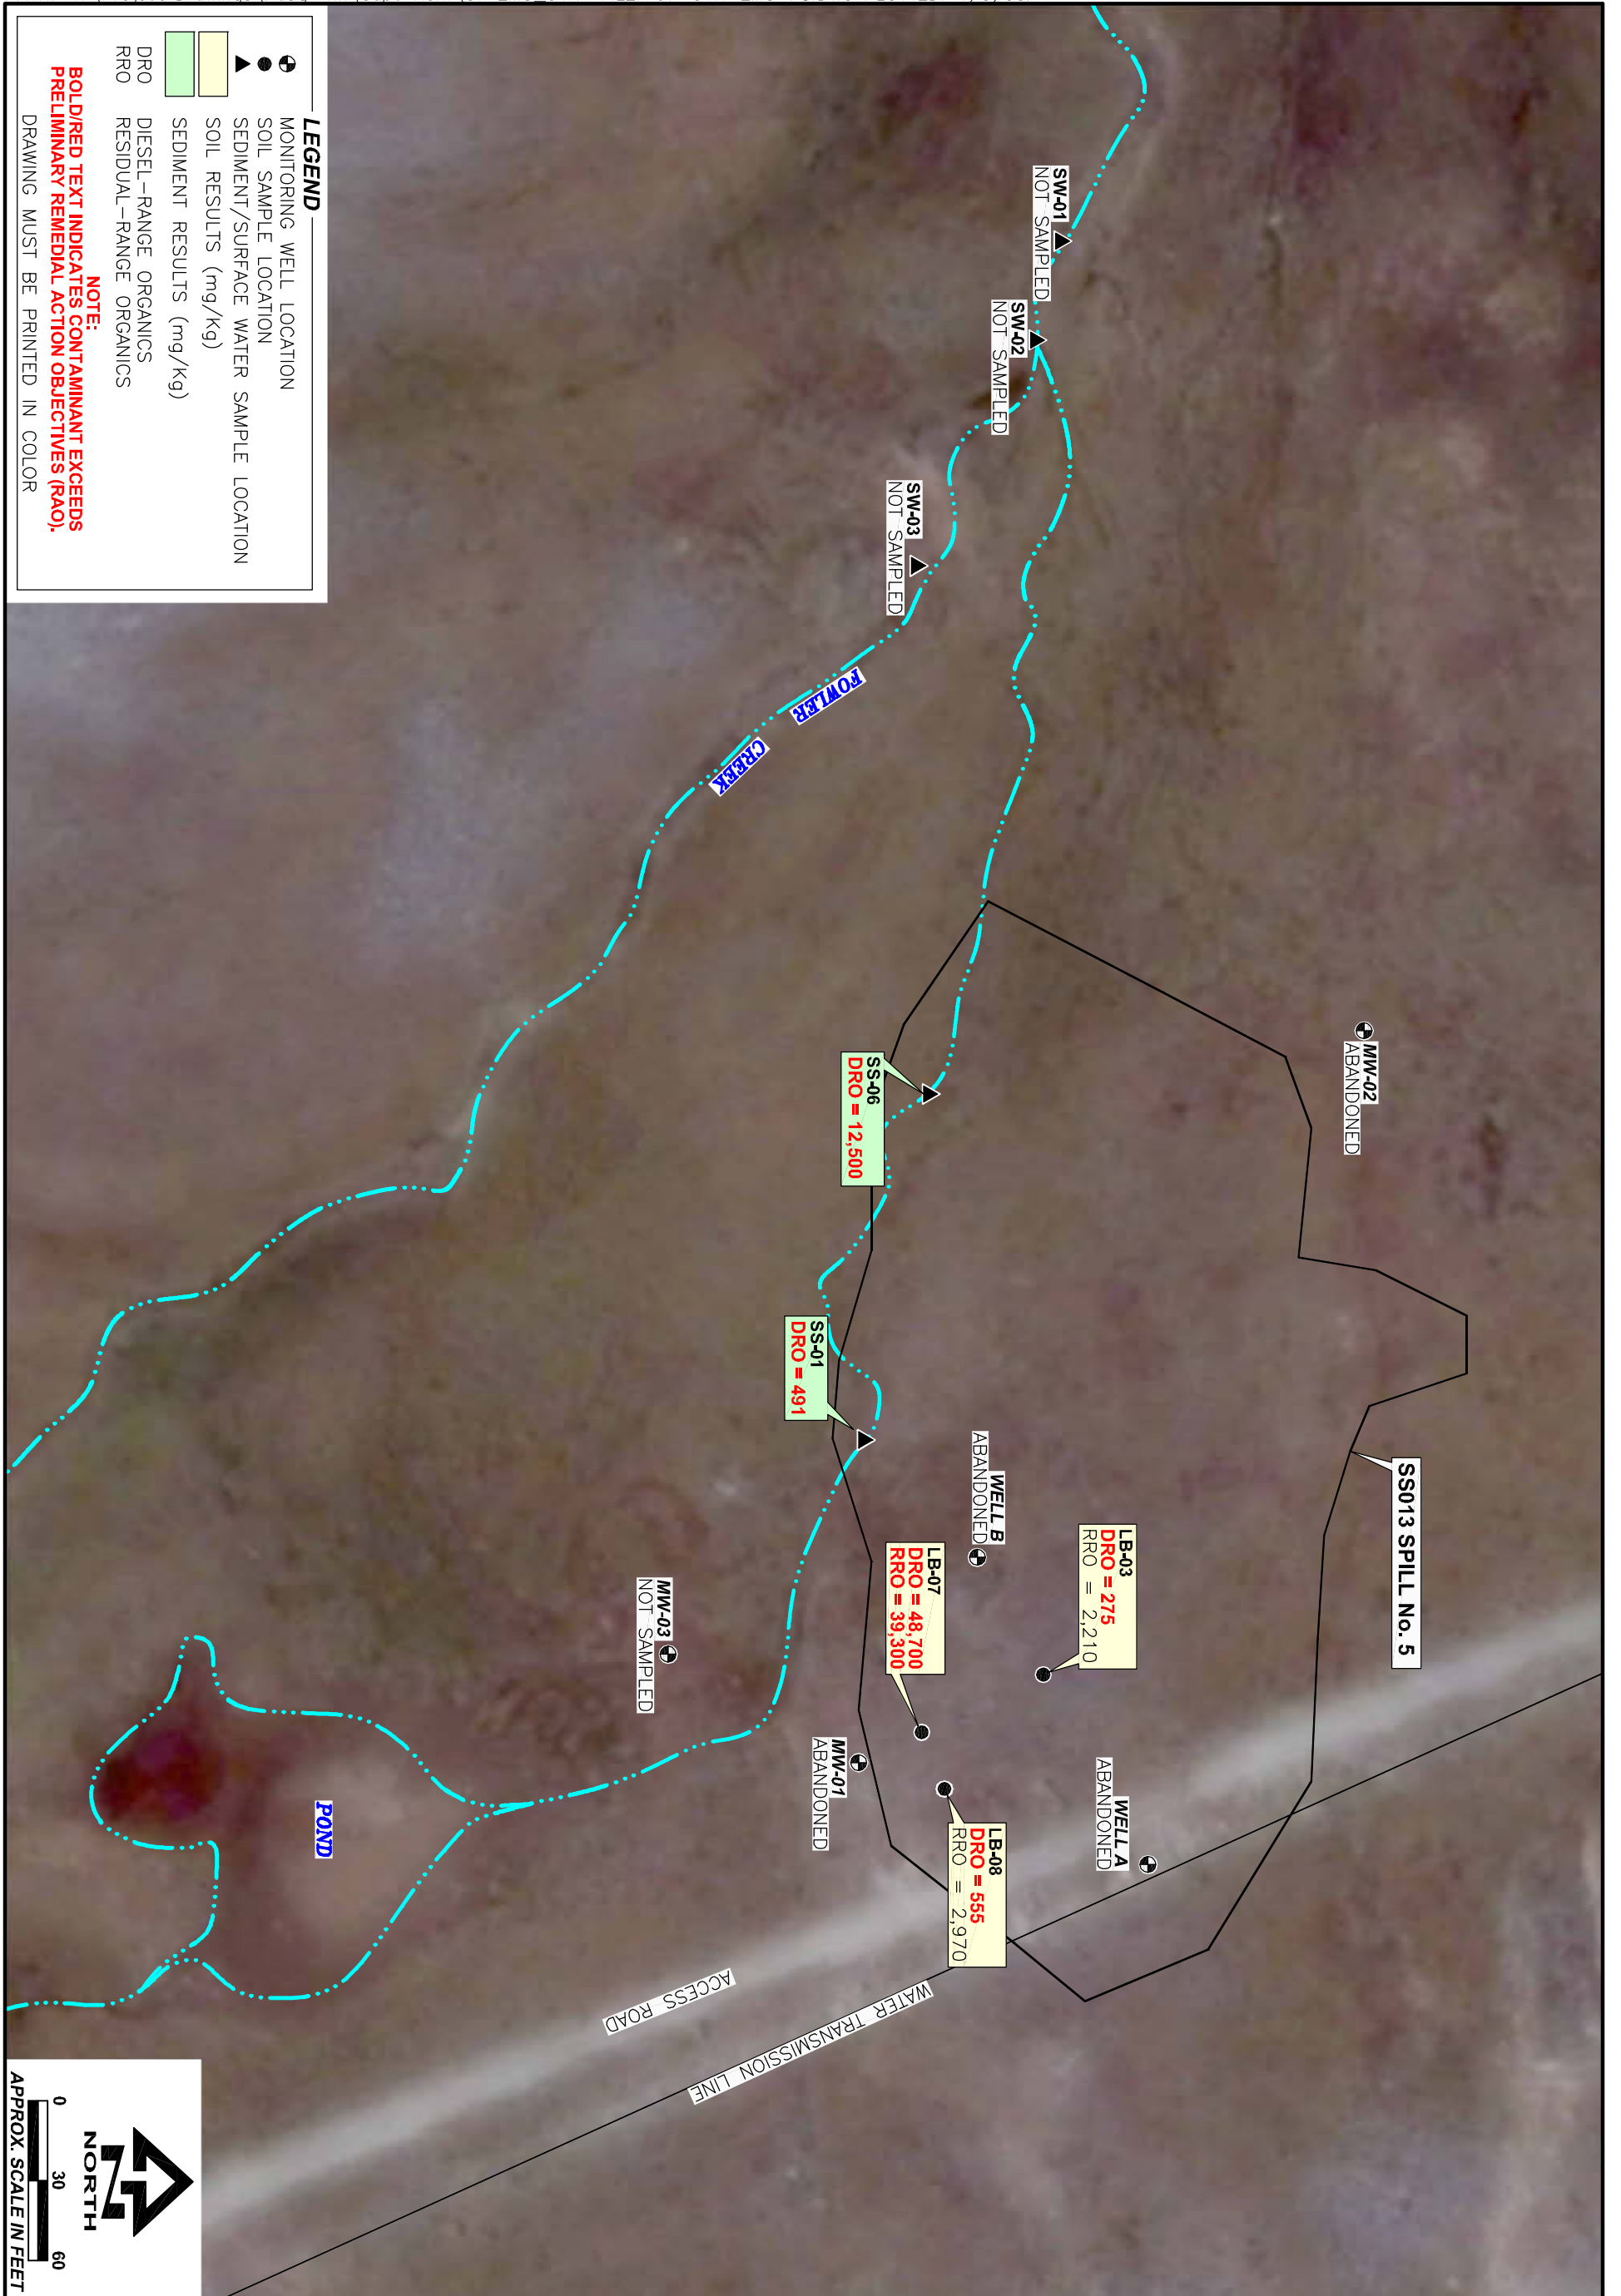 LEGEND
MONITORING WELL LOCATION
SOIL SAMPLE LOCATION
SEDIMENT/SURFACE WATER SAMPLE LOCATION
SOIL RESULTS (mg/Kg)
SEDIMENT RESULTS (mg/Kg)
DRO DIESEL-RANGE ORGANICS
RRO RESIDUAL-RANGE ORGANICS
NOTE:
BOLD/RED TEXT INDICATES CONTAMINANT EXCEEDS
PRELIMINARY REMEDIAL ACTION OBJECTIVES (RAO).
DRAWING MUST BE PRINTED IN COLOR
SW-01
NOT SAMPLED
SW-02
NOT SAMPLED
SW-03
NOT SAMPLED
FOWLER
CREEK
MW-02
ABANDONED
SS-06
DRO = 12,500
SS-01
DRO = 491
SS013 SPILL No. 5
WELL B
ABANDONED
LB-03
DRO = 275
RRO = 2,210
LB-07
DRO = 48,700
RRO = 39,300
MW-03
NOT SAMPLED
MW-01
ABANDONED
WELL A
ABANDONED
LB-08
DRO = 555
RRO = 2,970
POND
ACCESS ROAD
WATER TRANSMISSION LINE
NORTH
0 30 60
APPROX. SCALE IN FEET